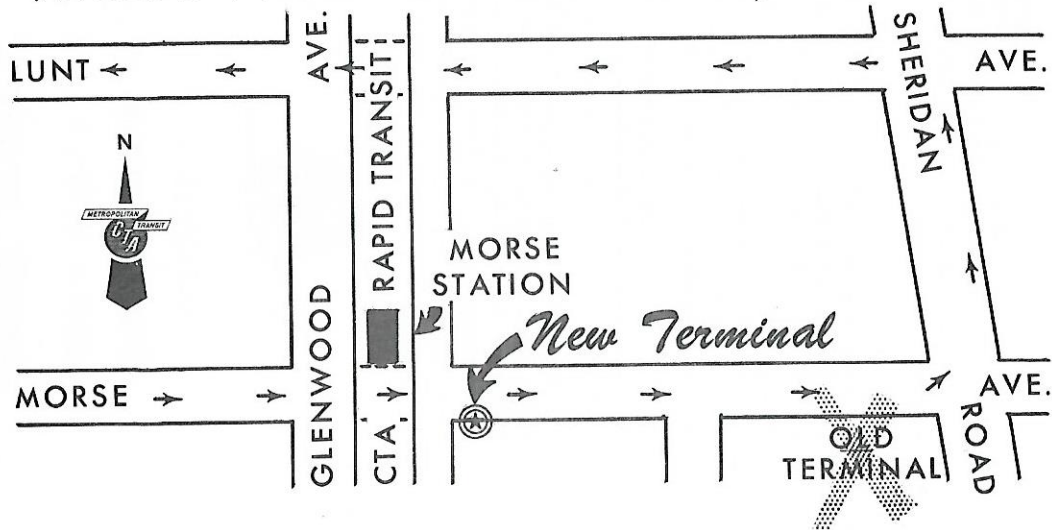 LUNT
AVE.
AVE.
SHERIDAN
N
METROPOLITAN
TRANSIT
CTA
CTA RAPID TRANSIT
MORSE
STATION
New Terminal
GLENWOOD
MORSE
AVE.
ROAD
OLD
TERMINAL